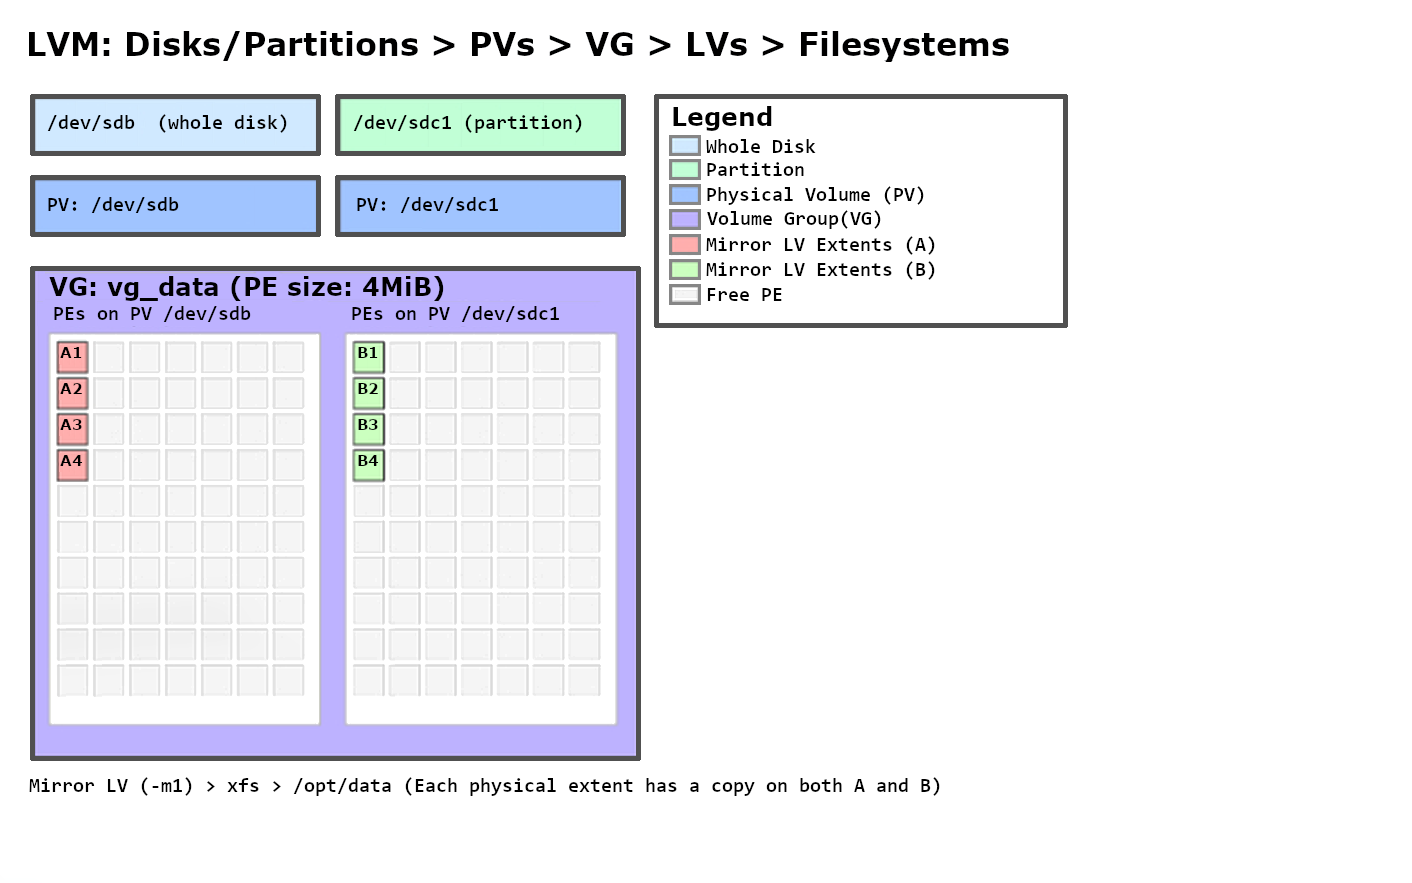 LVM: Disks/Partitions > PVs > VG > LVs > Filesystems
/dev/sdb  (whole disk)
/dev/sdc1 (partition)
PV: /dev/sdb
PV: /dev/sdc1
Legend
Whole Disk
Partition
Physical Volume (PV)
Volume Group(VG)
Mirror LV Extents (A)
Mirror LV Extents (B)
Free PE
VG: vg_data (PE size: 4MiB)
PEs on PV /dev/sdb
A1
A2
A3
A4
PEs on PV /dev/sdc1
B1
B2
B3
B4
Mirror LV (-m1) > xfs > /opt/data (Each physical extent has a copy on both A and B)